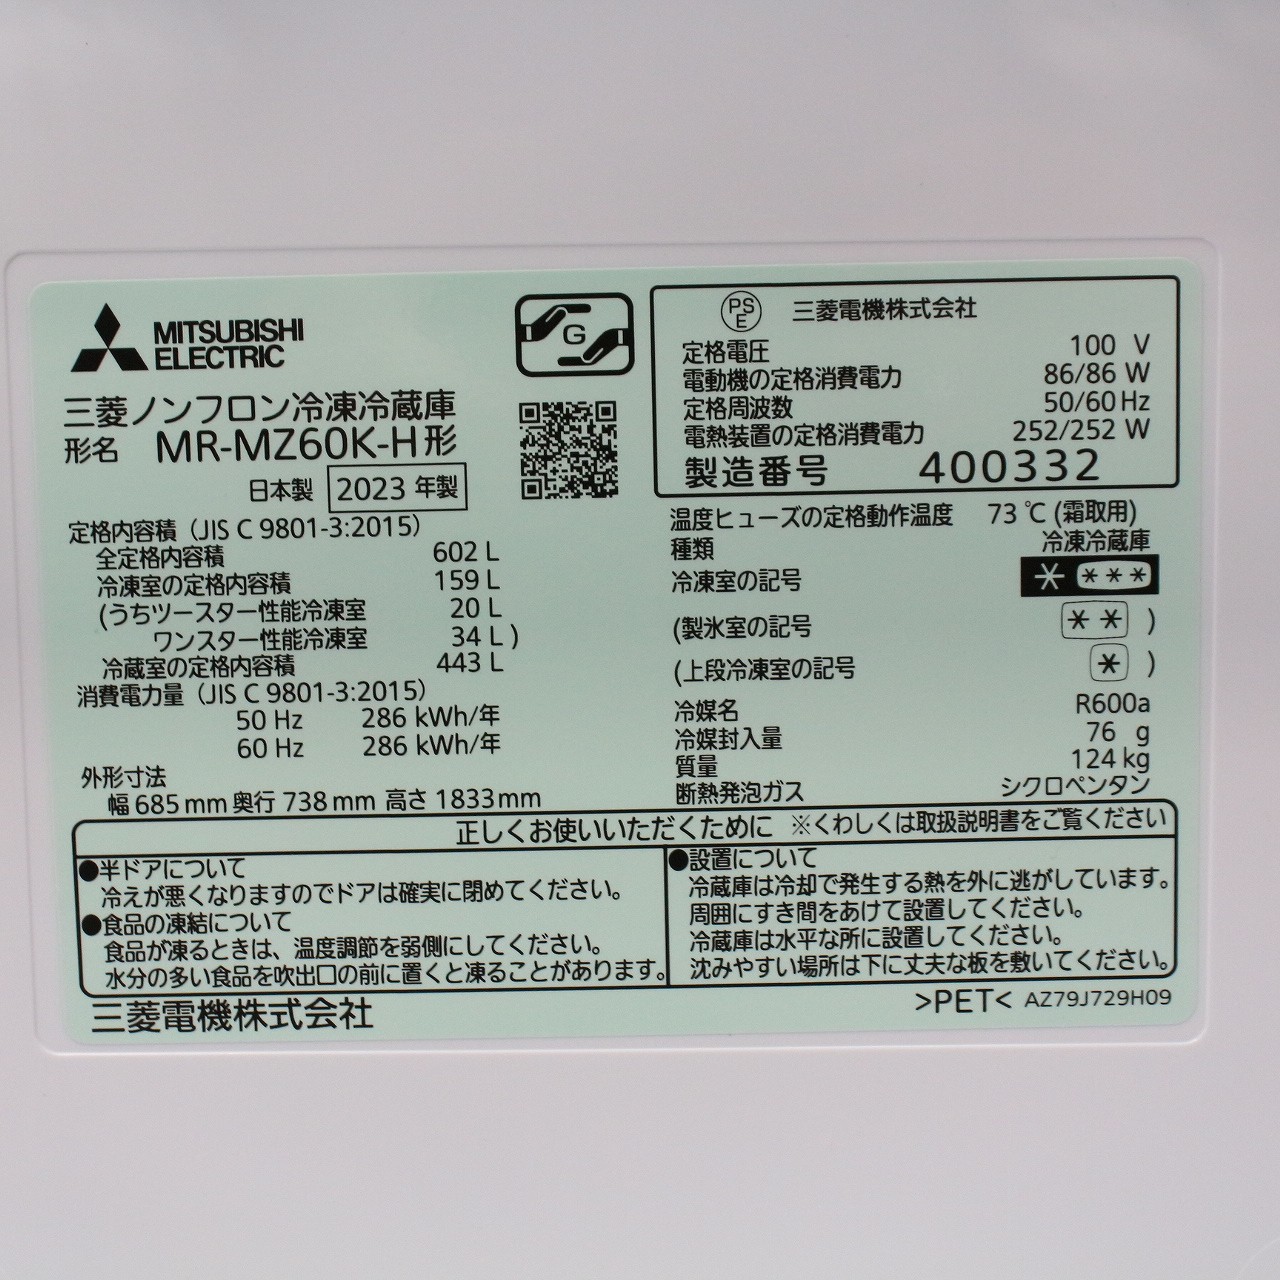 MITSUBISHI
ELECTRIC
G
三菱ノンフロン冷凍冷蔵庫
形名 MR-MZ60K-H形
日本製 2023 年製
定格内容積（JIS C 9801-3:2015）
全定格内容積 602 L
冷凍室の定格内容積 159 L
(うちツースター性能冷凍室 20 L
ワンスター性能冷凍室 34 L )
冷蔵室の定格内容積 443 L
消費電力量（JIS C 9801-3:2015）
50 Hz 286 kWh/年
60 Hz 286 kWh/年
外形寸法
幅 685 mm 奥行 738 mm 高さ 1833 mm
PS
E 三菱電機株式会社
定格電圧 100 V
電動機の定格消費電力 86/86 W
定格周波数 50/60 Hz
電熱装置の定格消費電力 252/252 W
製造番号 400332
温度ヒューズの定格動作温度 73 ℃ (霜取用)
種類 冷凍冷蔵庫
冷凍室の記号 * ***
(製氷室の記号 ** )
(上段冷凍室の記号 * )
冷媒名 R600a
冷媒封入量 76 g
質量 124 kg
断熱発泡ガス シクロペンタン
正しくお使いいただくために ※くわしくは取扱説明書をご覧ください
●半ドアについて
冷えが悪くなりますのでドアは確実に閉めてください。
●食品の凍結について
食品が凍るときは、温度調節を弱側にしてください。
水分の多い食品を吹出口の前に置くと凍ることがあります。
●設置について
冷蔵庫は冷却で発生する熱を外に逃がしています。
周囲にすき間をあけて設置してください。
冷蔵庫は水平な所に設置してください。
沈みやすい場所は下に丈夫な板を敷いてください。
三菱電機株式会社
>PET< AZ79J729H09